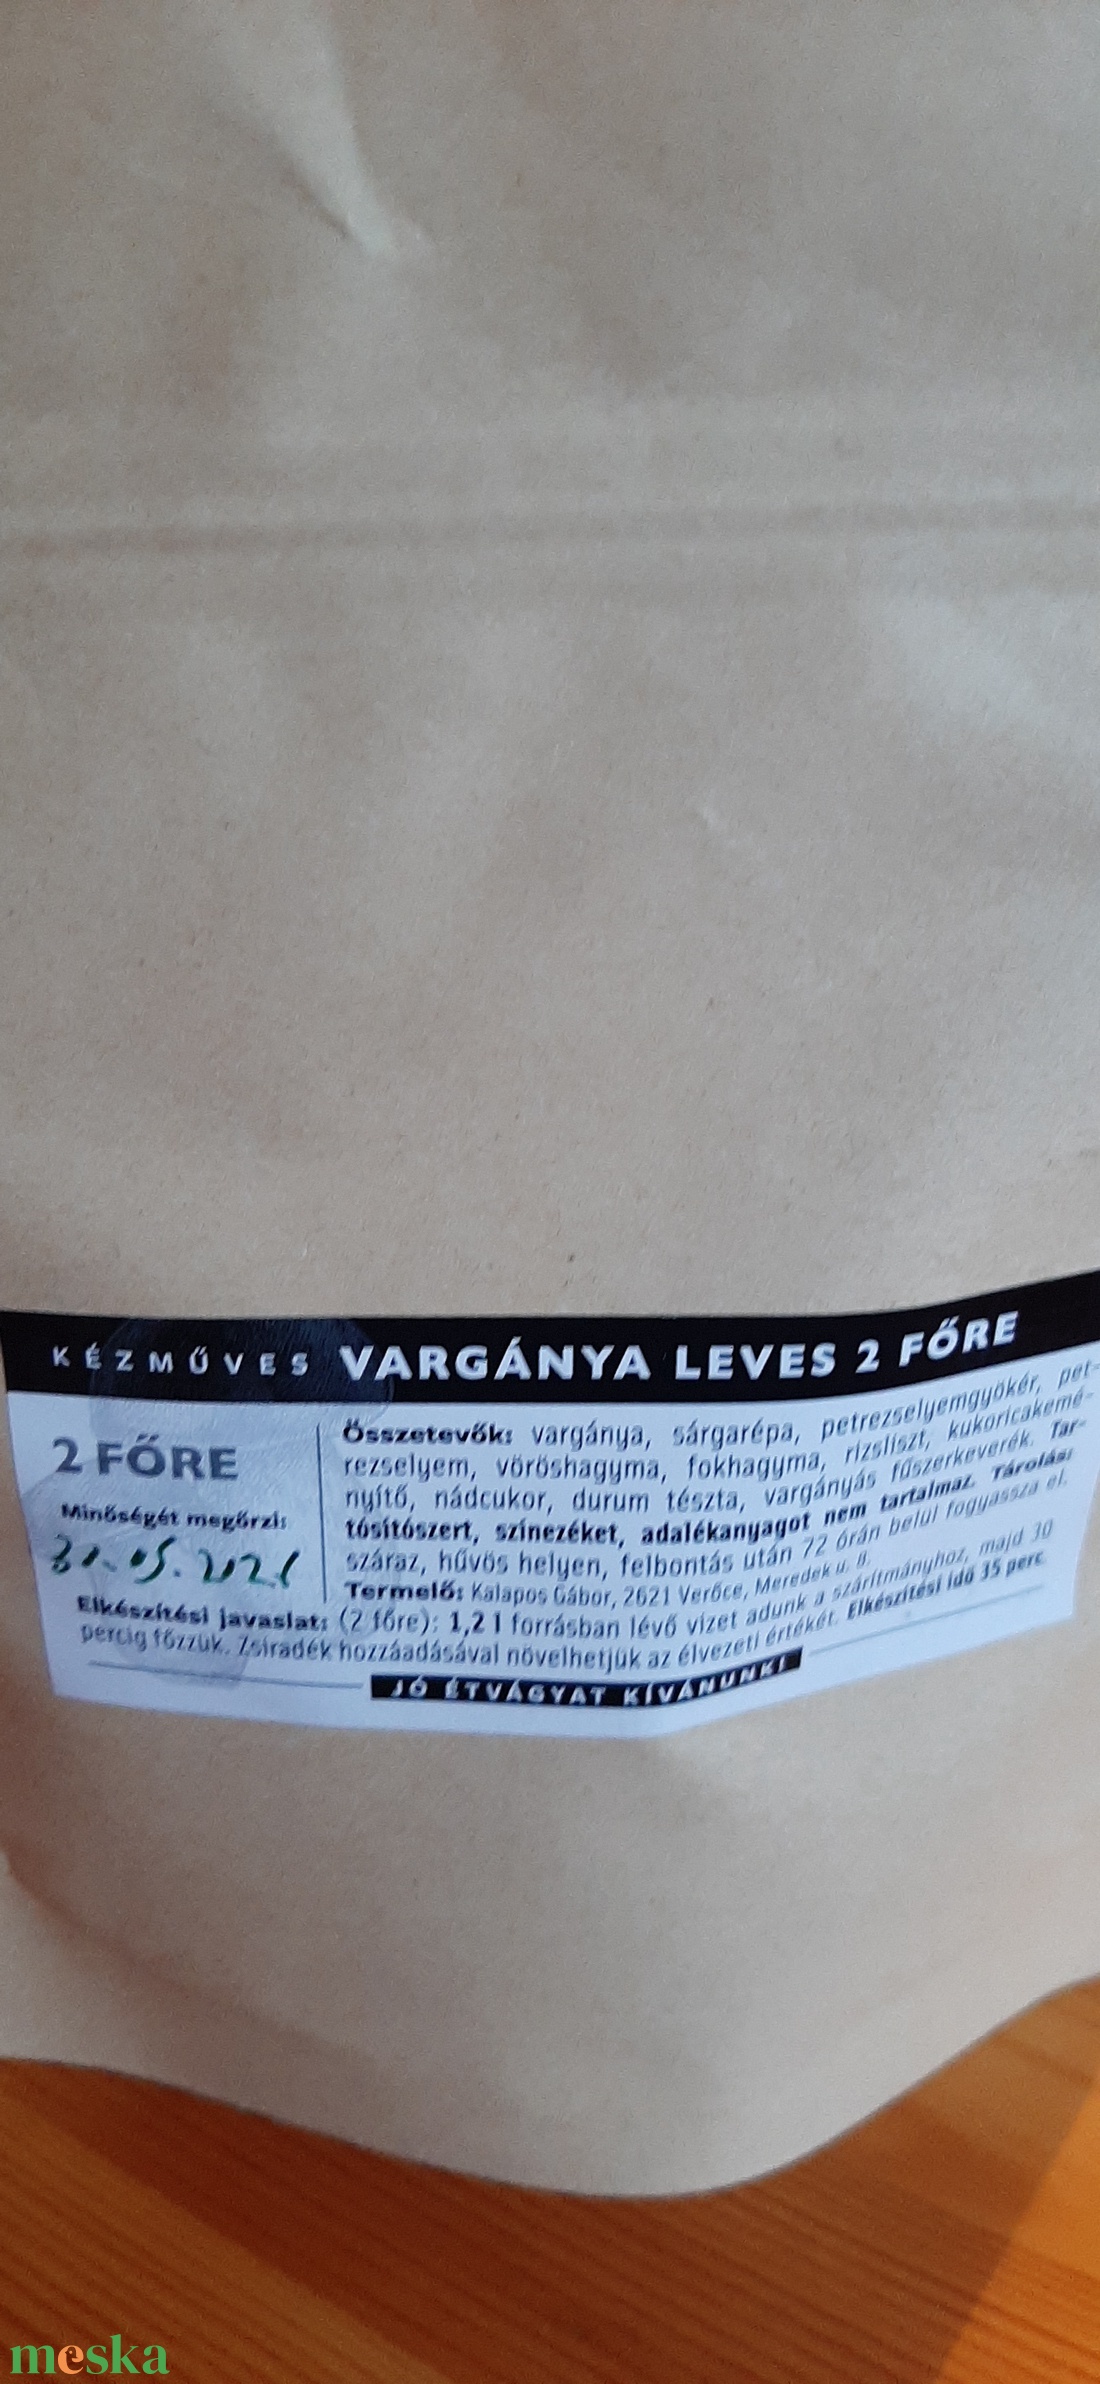 KÉZMŰVES VARGÁNYA LEVES 2 FŐRE
2 FŐRE
Minőségét megőrzi:
31.05.2021
Összetevők: vargánya, sárgarépa, petrezselyemgyökér, pet-
rezselyem, vöröshagyma, fokhagyma, rizsliszt, kukoricakemé-
nyítő, nádcukor, durum tészta, vargányás fűszerkeverék. Tar-
tósítószert, színezéket, adalékanyagot nem tartalmaz. Tárolás:
száraz, hűvös helyen, felbontás után 72 órán belül fogyassza el.
Termelő: Kalapos Gábor, 2621 Verőce, Meredek u. 8.
Elkészítési javaslat: (2 főre): 1,2 l forrásban lévő vizet adunk a szárítmányhoz, majd 30
percig főzzük. Zsiradék hozzáadásával növelhetjük az élvezeti értékét. Elkészítési idő 35 perc
JÓ ÉTVÁGYAT KÍVÁNUNK!
meska